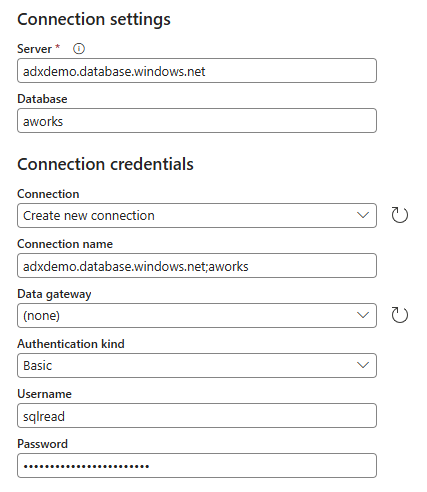 Connection settings
Server *
adxdemo.database.windows.net
Database
aworks
Connection credentials
Connection
Create new connection
Connection name
adxdemo.database.windows.net;aworks
Data gateway
(none)
Authentication kind
Basic
Username
sqlread
Password
••••••••••••••••••••••••